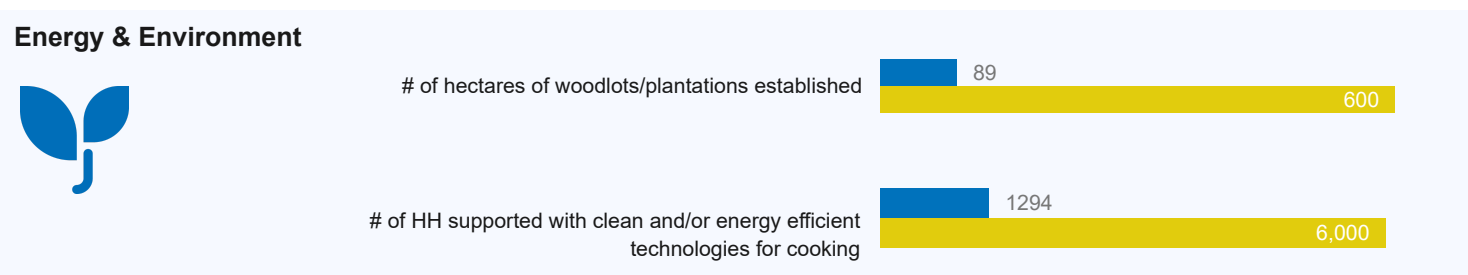 Energy & Environment
# of hectares of woodlots/plantations established
89
600
# of HH supported with clean and/or energy efficient
technologies for cooking
1294
6,000